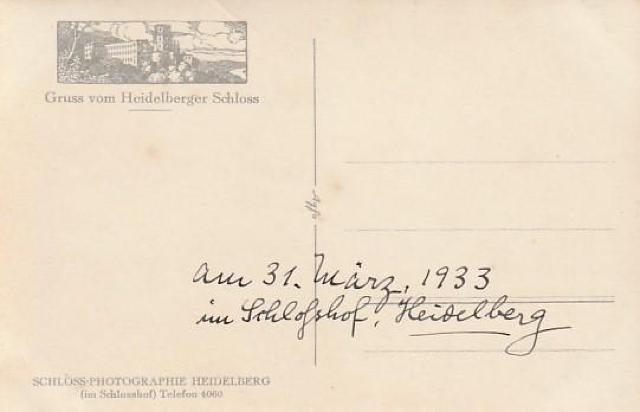 Gruss vom Heidelberger Schloss
am 31. März, 1933
im Schloßhof, Heidelberg
SCHLOSS-PHOTOGRAPHIE HEIDELBERG
(im Schlosshof) Telefon 4060